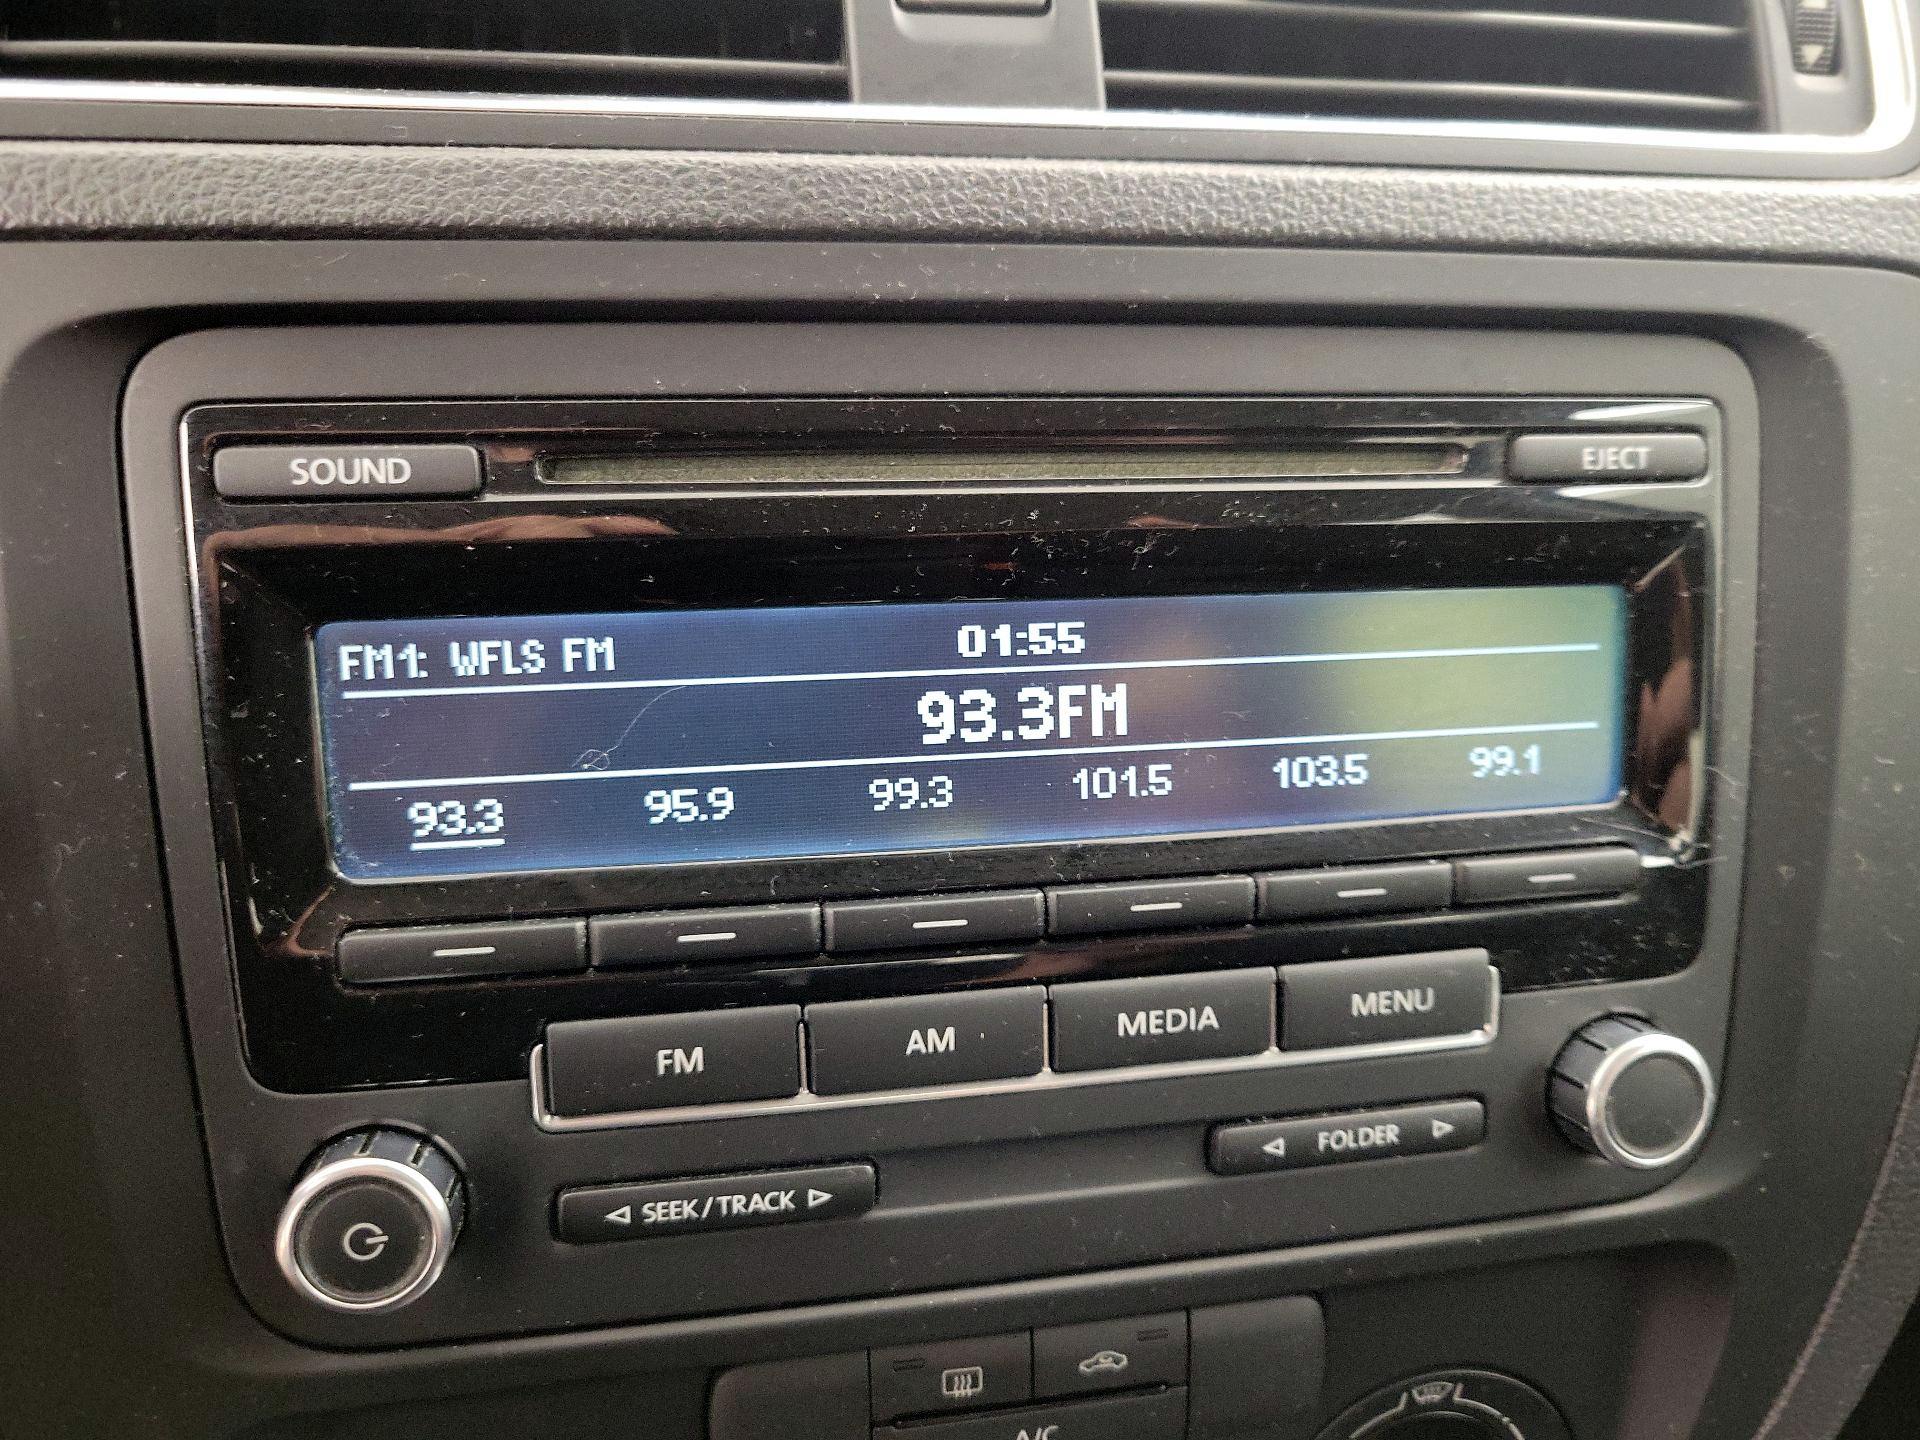 SOUND EJECT
FM1: WFLS FM 01:55
93.3FM
93.3 95.9 99.3 101.5 103.5 99.1
FM AM MEDIA MENU
SEEK/TRACK FOLDER
A/C